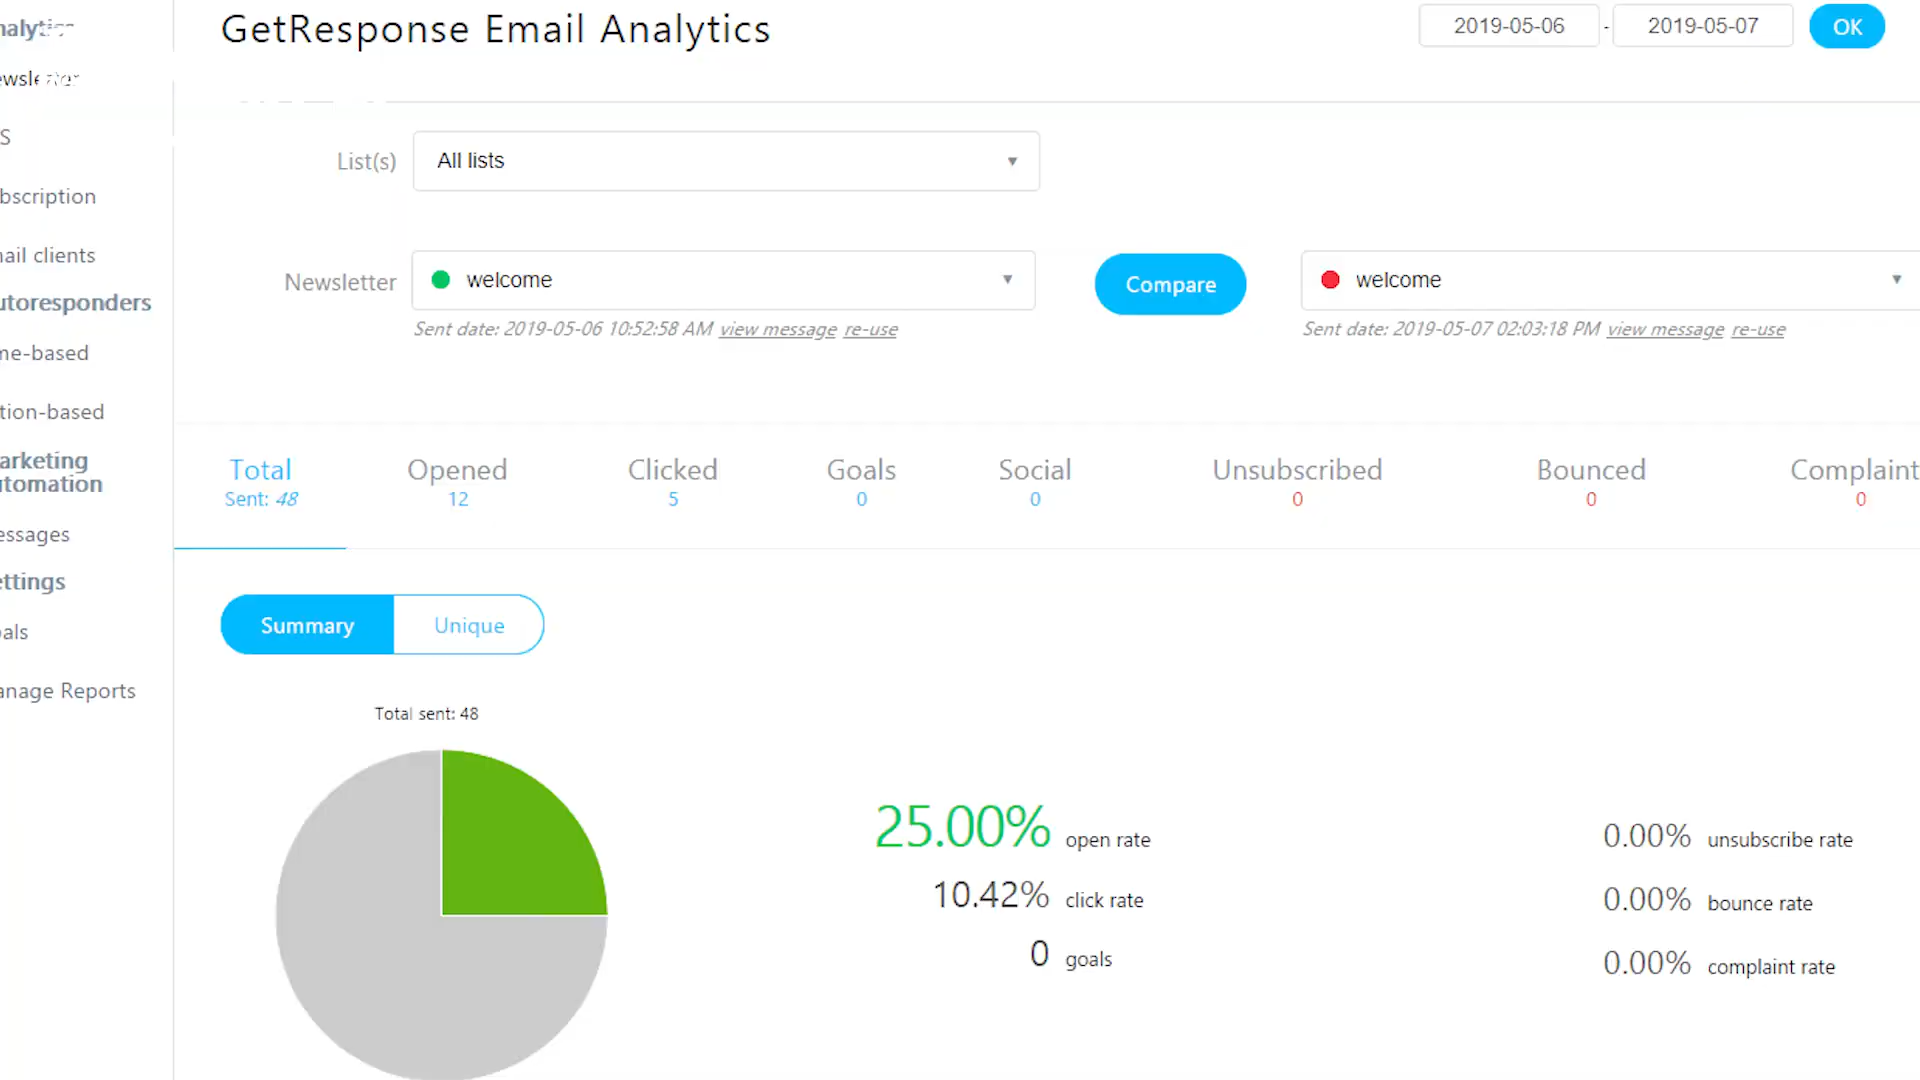 GetResponse Email Analytics
2019-05-06 - 2019-05-07 OK
S
bscription
ail clients
utoresponders
me-based
tion-based
arketing
utomation
essages
ettings
als
anage Reports
List(s) All lists
Newsletter welcome Compare welcome
Sent date: 2019-05-06 10:52:58 AM view message re-use
Sent date: 2019-05-07 02:03:18 PM view message re-use
Total Opened Clicked Goals Social Unsubscribed Bounced Complaint
Sent: 48 12 5 0 0 0 0 0
Summary Unique
Total sent: 48
25.00% open rate
10.42% click rate
0 goals
0.00% unsubscribe rate
0.00% bounce rate
0.00% complaint rate